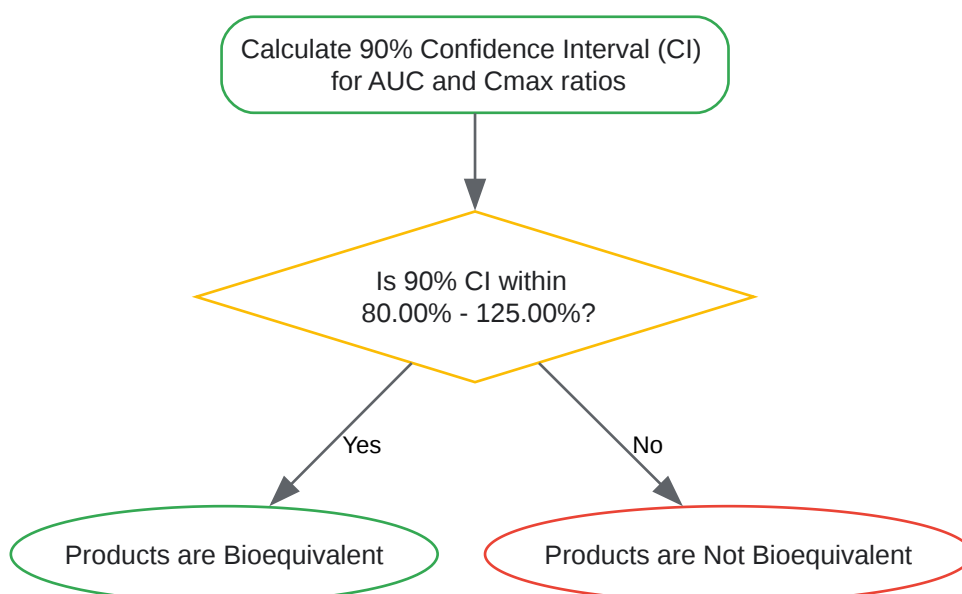 Calculate 90% Confidence Interval (CI)
for AUC and Cmax ratios
Is 90% CI within
80.00% - 125.00%?
Yes
No
Products are Bioequivalent
Products are Not Bioequivalent